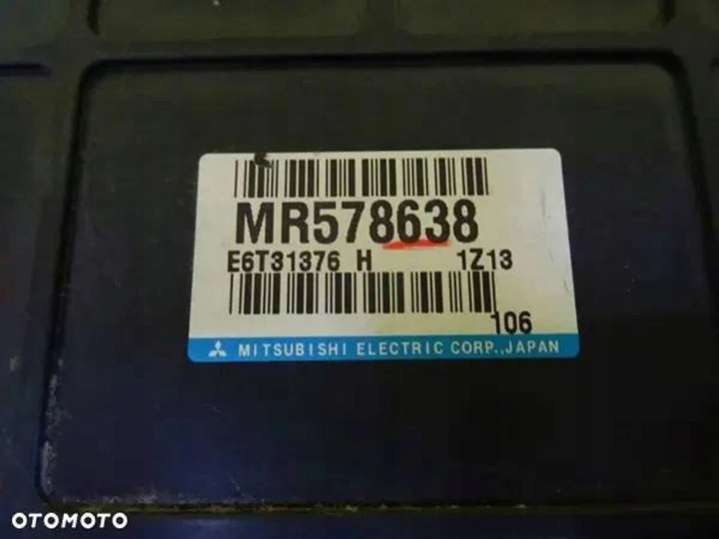 MR578638
E6T31376 H 1Z13
106
MITSUBISHI ELECTRIC CORP.,JAPAN
OTOMOTO